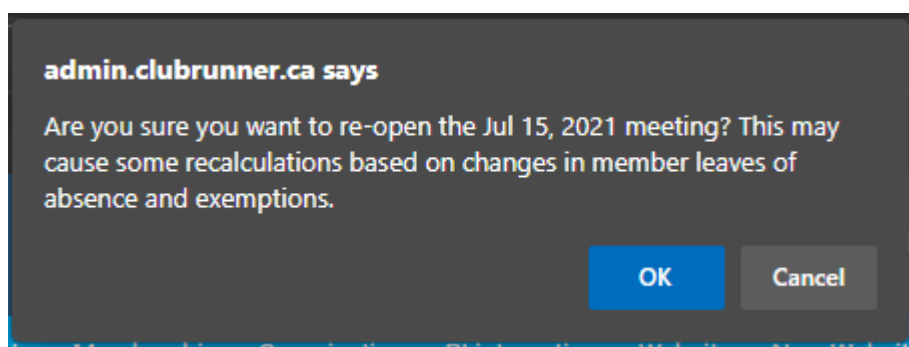 admin.clubrunner.ca says
Are you sure you want to re-open the Jul 15, 2021 meeting? This may
cause some recalculations based on changes in member leaves of
absence and exemptions.
OK Cancel